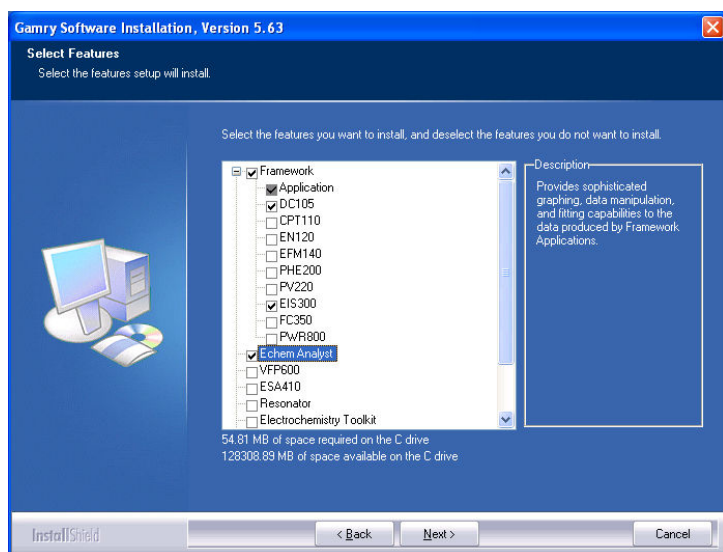 Gamry Software Installation, Version 5.63
Select Features
Select the features setup will install.
Select the features you want to install, and deselect the features you do not want to install.
Framework
Application
DC105
CPT110
EN120
EFM140
PHE200
PV220
EIS300
FC350
PWR800
Echem Analyst
VFP600
ESA410
Resonator
Electrochemistry Toolkit
Description
Provides sophisticated
graphing, data manipulation,
and fitting capabilities to the
data produced by Framework
Applications.
54.81 MB of space required on the C drive
128308.89 MB of space available on the C drive
InstallShield
< Back
Next >
Cancel